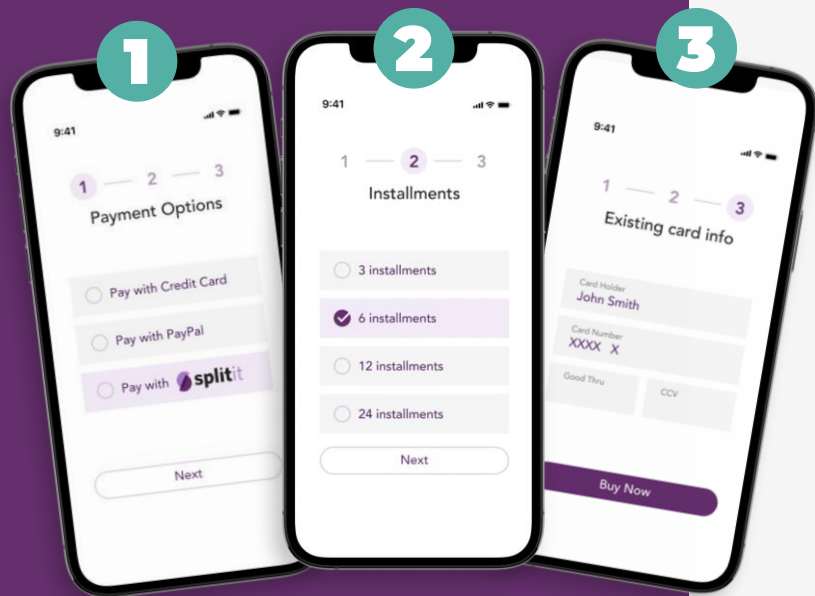 1
9:41
1 — 2 — 3
Payment Options
Pay with Credit Card
Pay with PayPal
Pay with splitit
Next
2
9:41
1 — 2 — 3
Installments
3 installments
6 installments
12 installments
24 installments
Next
3
9:41
1 — 2 — 3
Existing card info
Card Holder
John Smith
Card Number
XXXX X
Good Thru
CCV
Buy Now